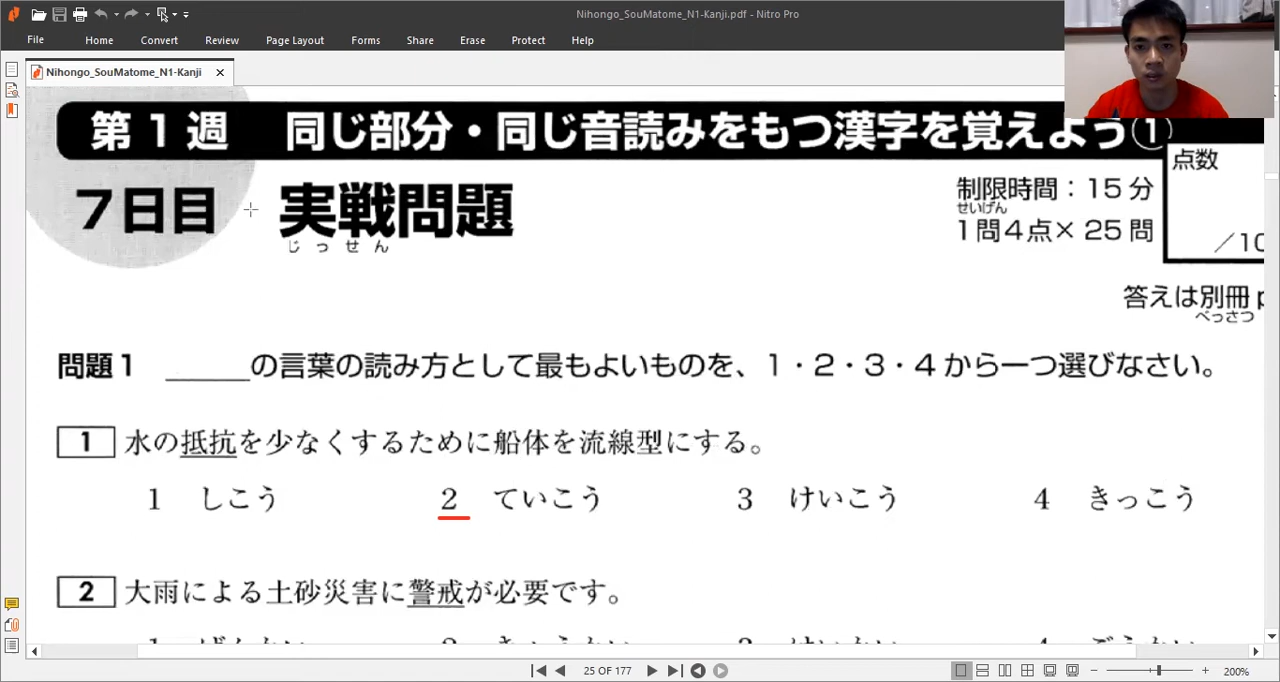 Nihongo_SouMatome_N1-Kanji.pdf - Nitro Pro
File Home Convert Review Page Layout Forms Share Erase Protect Help
Nihongo_SouMatome_N1-Kanji ×
第1週 同じ部分・同じ音読みをもつ漢字を覚えよう①
点数
7日目 実戦問題
じっせん
制限時間：15分
せいげん
1問4点×25問
／10
答えは別冊p
べっさつ
問題1 ______の言葉の読み方として最もよいものを、1・2・3・4から一つ選びなさい。
1 水の抵抗を少なくするために船体を流線型にする。
1 しこう 2 ていこう 3 けいこう 4 きっこう
2 大雨による土砂災害に警戒が必要です。
25 OF 177
200%